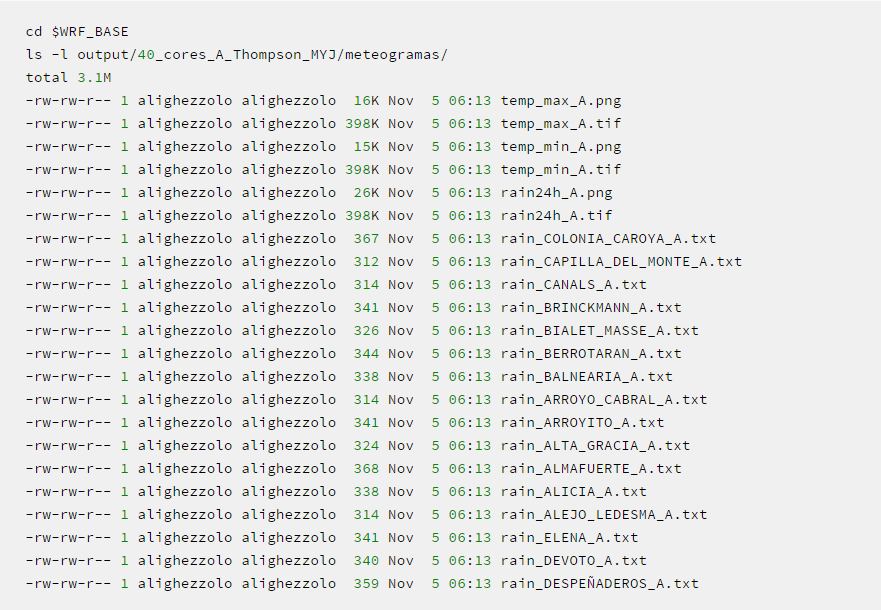 cd $WRF_BASE
ls -l output/40_cores_A_Thompson_MYJ/meteogramas/
total 3.1M
-rw-rw-r-- 1 alighezzolo alighezzolo  16K Nov  5 06:13 temp_max_A.png
-rw-rw-r-- 1 alighezzolo alighezzolo 398K Nov  5 06:13 temp_max_A.tif
-rw-rw-r-- 1 alighezzolo alighezzolo  15K Nov  5 06:13 temp_min_A.png
-rw-rw-r-- 1 alighezzolo alighezzolo 398K Nov  5 06:13 temp_min_A.tif
-rw-rw-r-- 1 alighezzolo alighezzolo  26K Nov  5 06:13 rain24h_A.png
-rw-rw-r-- 1 alighezzolo alighezzolo 398K Nov  5 06:13 rain24h_A.tif
-rw-rw-r-- 1 alighezzolo alighezzolo  367 Nov  5 06:13 rain_COLONIA_CAROYA_A.txt
-rw-rw-r-- 1 alighezzolo alighezzolo  312 Nov  5 06:13 rain_CAPILLA_DEL_MONTE_A.txt
-rw-rw-r-- 1 alighezzolo alighezzolo  314 Nov  5 06:13 rain_CANALS_A.txt
-rw-rw-r-- 1 alighezzolo alighezzolo  341 Nov  5 06:13 rain_BRINCKMANN_A.txt
-rw-rw-r-- 1 alighezzolo alighezzolo  326 Nov  5 06:13 rain_BIALET_MASSE_A.txt
-rw-rw-r-- 1 alighezzolo alighezzolo  344 Nov  5 06:13 rain_BERROTARAN_A.txt
-rw-rw-r-- 1 alighezzolo alighezzolo  338 Nov  5 06:13 rain_BALNEARIA_A.txt
-rw-rw-r-- 1 alighezzolo alighezzolo  314 Nov  5 06:13 rain_ARROYO_CABRAL_A.txt
-rw-rw-r-- 1 alighezzolo alighezzolo  341 Nov  5 06:13 rain_ARROYITO_A.txt
-rw-rw-r-- 1 alighezzolo alighezzolo  324 Nov  5 06:13 rain_ALTA_GRACIA_A.txt
-rw-rw-r-- 1 alighezzolo alighezzolo  368 Nov  5 06:13 rain_ALMAFUERTE_A.txt
-rw-rw-r-- 1 alighezzolo alighezzolo  338 Nov  5 06:13 rain_ALICIA_A.txt
-rw-rw-r-- 1 alighezzolo alighezzolo  314 Nov  5 06:13 rain_ALEJO_LEDESMA_A.txt
-rw-rw-r-- 1 alighezzolo alighezzolo  341 Nov  5 06:13 rain_ELENA_A.txt
-rw-rw-r-- 1 alighezzolo alighezzolo  340 Nov  5 06:13 rain_DEVOTO_A.txt
-rw-rw-r-- 1 alighezzolo alighezzolo  359 Nov  5 06:13 rain_DESPEÑADEROS_A.txt